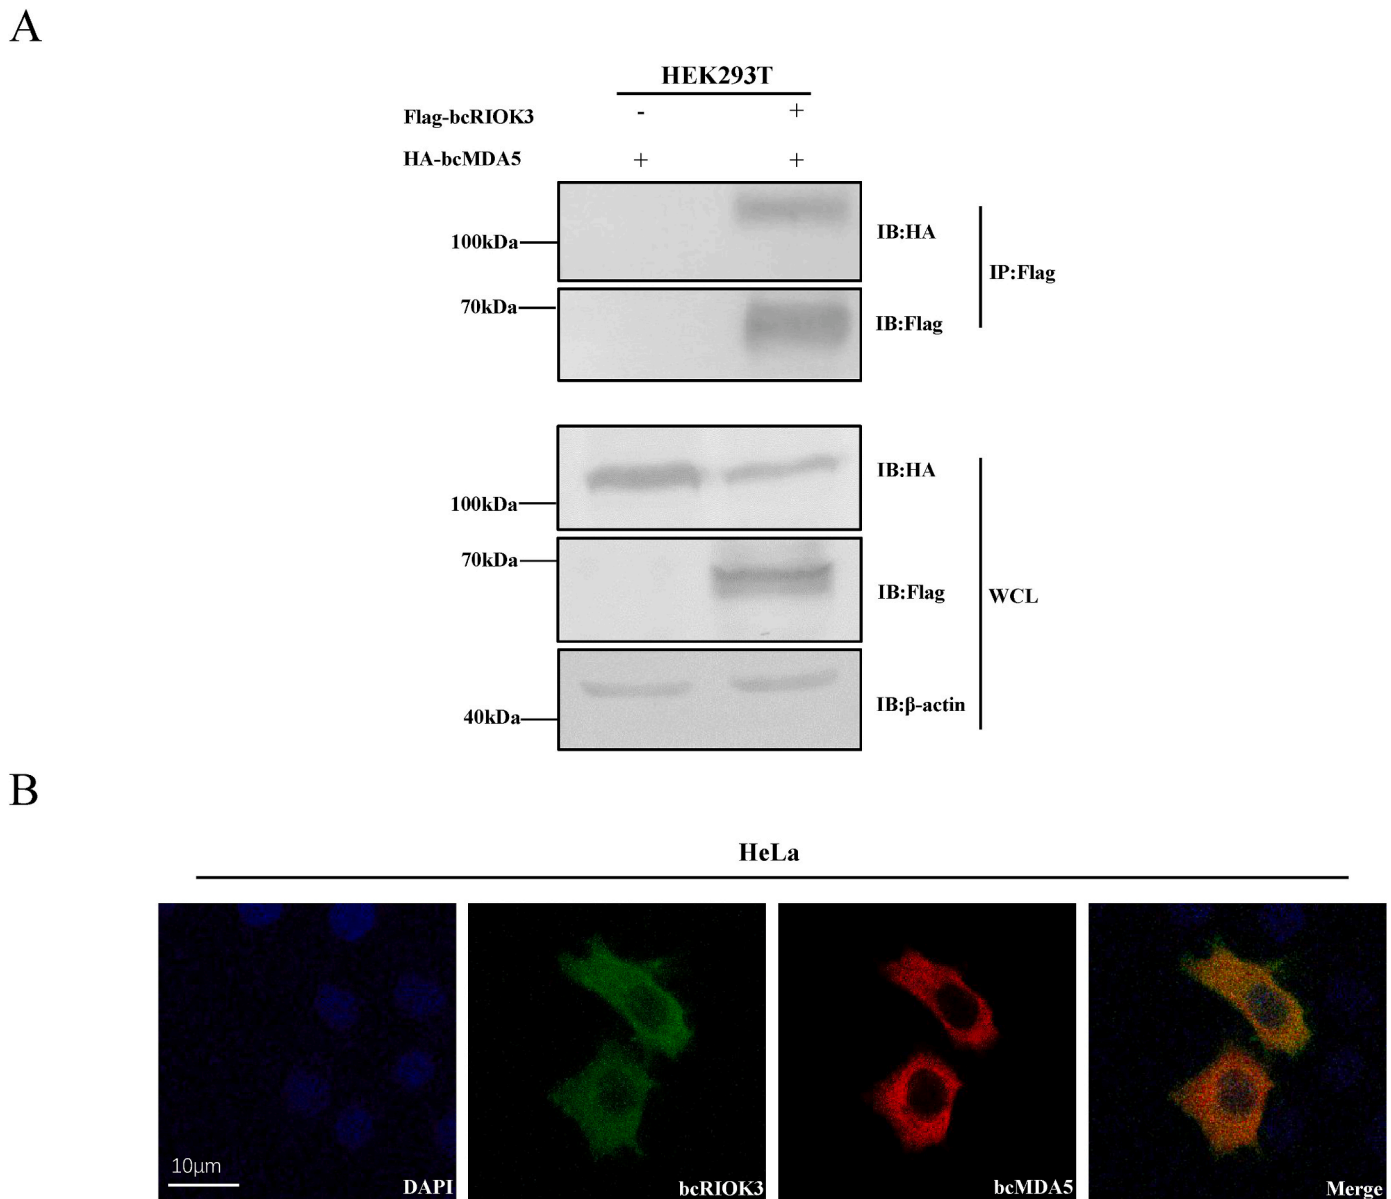 A
HEK293T
Flag-bcRIOK3 - +
HA-bcMDA5 + +
100kDa
IB:HA
IP:Flag
70kDa
IB:Flag
IB:HA
100kDa
70kDa
IB:Flag
WCL
IB:β-actin
40kDa
B
HeLa
10μm
DAPI
bcRIOK3
bcMDA5
Merge